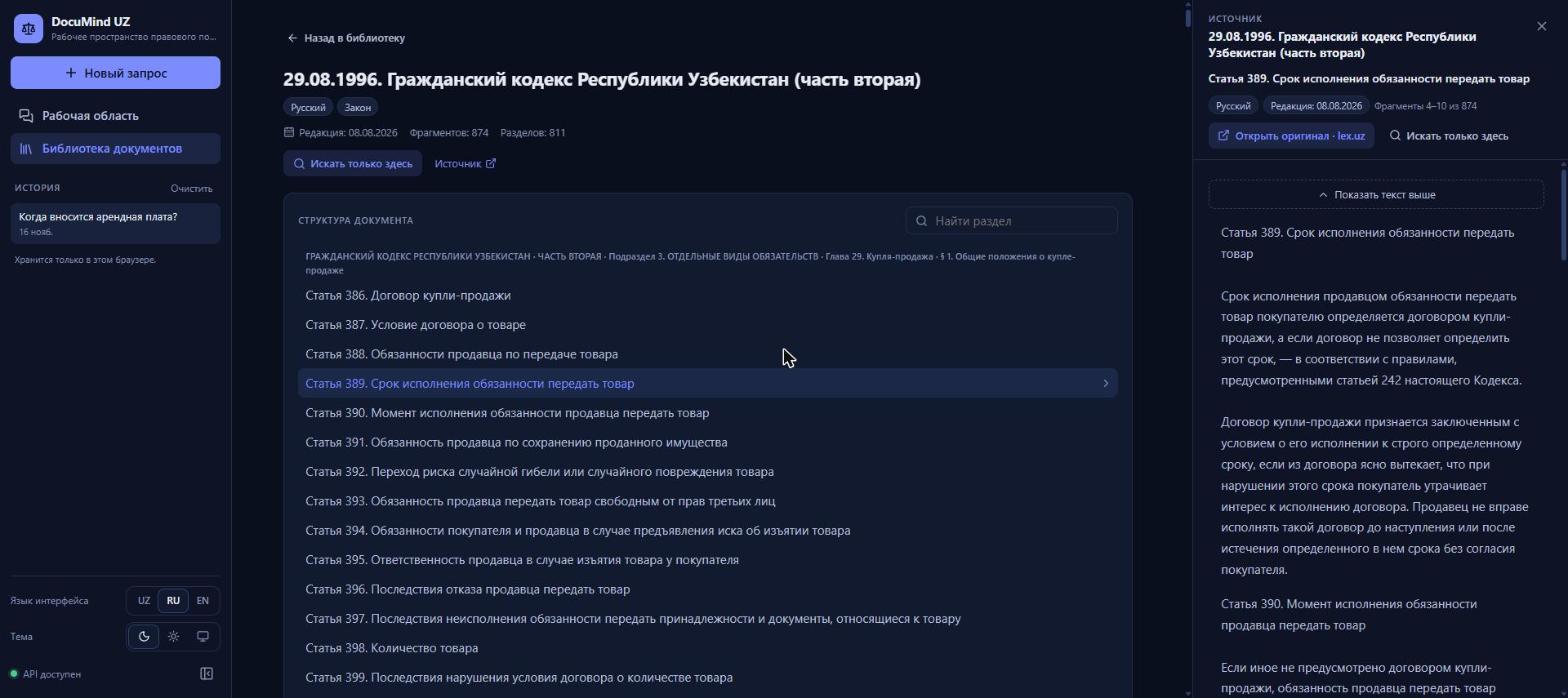 DocuMind UZ
Рабочее пространство правового по...
Новый запрос
Рабочая область
Библиотека документов
ИСТОРИЯ
Очистить
Когда вносится арендная плата?
16 нояб.
Хранится только в этом браузере.
Язык интерфейса
UZ RU EN
Тема
API доступен
Назад в библиотеку
29.08.1996. Гражданский кодекс Республики Узбекистан (часть вторая)
Русский Закон
Редакция: 08.08.2026 Фрагментов: 874 Разделов: 811
Искать только здесь Источник
СТРУКТУРА ДОКУМЕНТА
Найти раздел
ГРАЖДАНСКИЙ КОДЕКС РЕСПУБЛИКИ УЗБЕКИСТАН · ЧАСТЬ ВТОРАЯ · Подраздел 3. ОТДЕЛЬНЫЕ ВИДЫ ОБЯЗАТЕЛЬСТВ · Глава 29. Купля-продажа · § 1. Общие положения о купле-
продаже
Статья 386. Договор купли-продажи
Статья 387. Условие договора о товаре
Статья 388. Обязанности продавца по передаче товара
Статья 389. Срок исполнения обязанности передать товар
Статья 390. Момент исполнения обязанности продавца передать товар
Статья 391. Обязанность продавца по сохранению проданного имущества
Статья 392. Переход риска случайной гибели или случайного повреждения товара
Статья 393. Обязанность продавца передать товар свободным от прав третьих лиц
Статья 394. Обязанности покупателя и продавца в случае предъявления иска об изъятии товара
Статья 395. Ответственность продавца в случае изъятия товара у покупателя
Статья 396. Последствия отказа продавца передать товар
Статья 397. Последствия неисполнения обязанности передать принадлежности и документы, относящиеся к товару
Статья 398. Количество товара
Статья 399. Последствия нарушения условия договора о количестве товара
ИСТОЧНИК
29.08.1996. Гражданский кодекс Республики
Узбекистан (часть вторая)
Статья 389. Срок исполнения обязанности передать товар
Русский Редакция: 08.08.2026 Фрагменты 4–10 из 874
Открыть оригинал · lex.uz Искать только здесь
Показать текст выше
Статья 389. Срок исполнения обязанности передать
товар
Срок исполнения продавцом обязанности передать
товар покупателю определяется договором купли-
продажи, а если договор не позволяет определить
этот срок, — в соответствии с правилами,
предусмотренными статьей 242 настоящего Кодекса.
Договор купли-продажи признается заключенным с
условием о его исполнении к строго определенному
сроку, если из договора ясно вытекает, что при
нарушении этого срока покупатель утрачивает
интерес к исполнению договора. Продавец не вправе
исполнять такой договор до наступления или после
истечения определенного в нем срока без согласия
покупателя.
Статья 390. Момент исполнения обязанности
продавца передать товар
Если иное не предусмотрено договором купли-
продажи, обязанность продавца передать товар